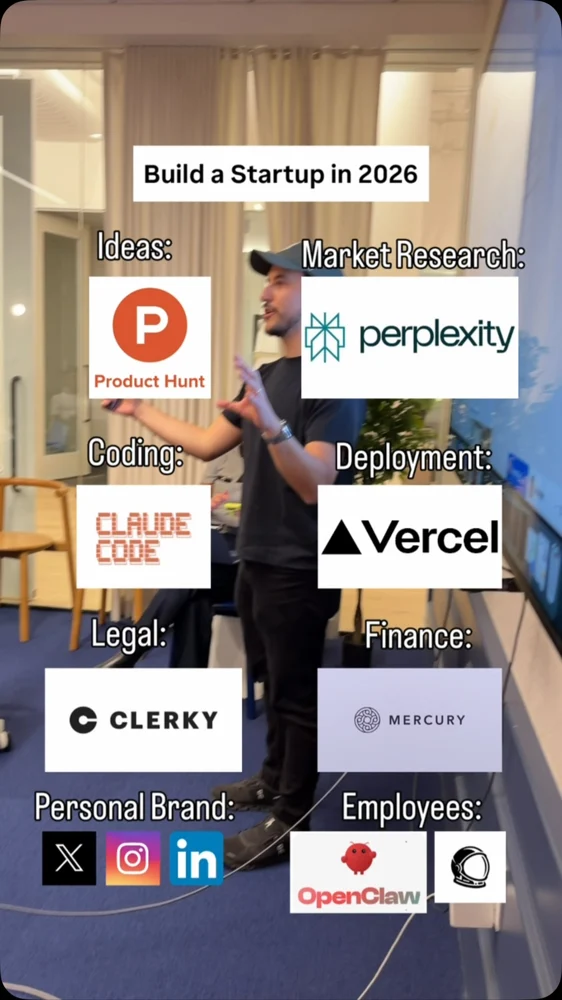 Build a Startup in 2026
Ideas:
Market Research:
P
Product Hunt
perplexity
Coding:
Deployment:
CLAUDE
CODE
Vercel
Legal:
Finance:
CLERKY
MERCURY
Personal Brand:
Employees:
X
in
OpenClaw